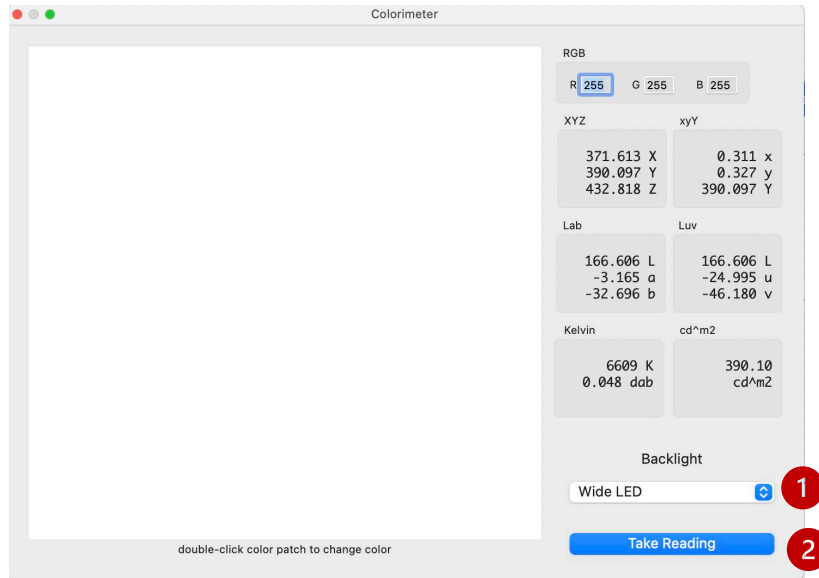 Colorimeter
RGB
R 255 G 255 B 255
XYZ xyY
371.613 X 0.311 x
390.097 Y 0.327 y
432.818 Z 390.097 Y
Lab Luv
166.606 L 166.606 L
-3.165 a -24.995 u
-32.696 b -46.180 v
Kelvin cd^m2
6609 K 390.10
0.048 dab cd^m2
Backlight
Wide LED 1
Take Reading 2
double-click color patch to change color